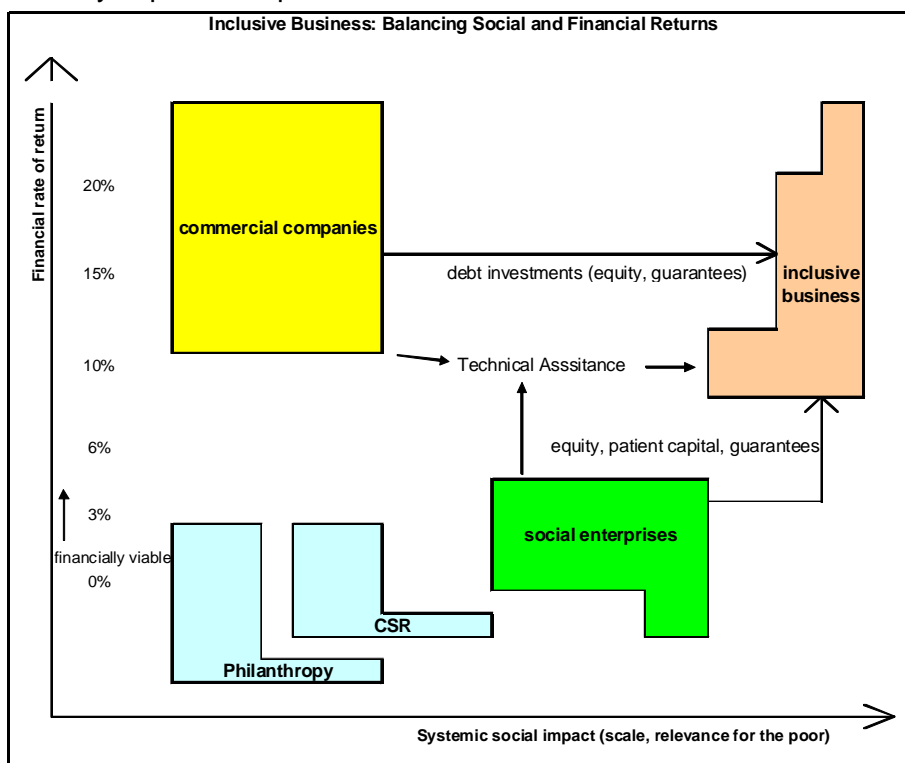 Inclusive Business: Balancing Social and Financial Returns
Financial rate of return
20%
commercial companies
15%
debt investments (equity, guarantees)
inclusive
business
10%
Technical Asssitance
6%
equity, patient capital, guarantees
3%
social enterprises
financially viable
0%
CSR
Philanthropy
Systemic social impact (scale, relevance for the poor)